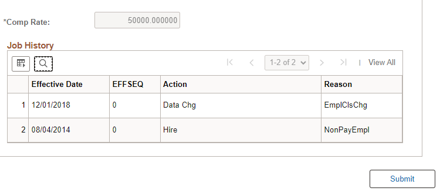 *Comp Rate: 50000.000000
Job History
1-2 of 2 View All
Effective Date EFFSEQ Action Reason
1 12/01/2018 0 Data Chg EmplClsChg
2 08/04/2014 0 Hire NonPayEmpl
Submit